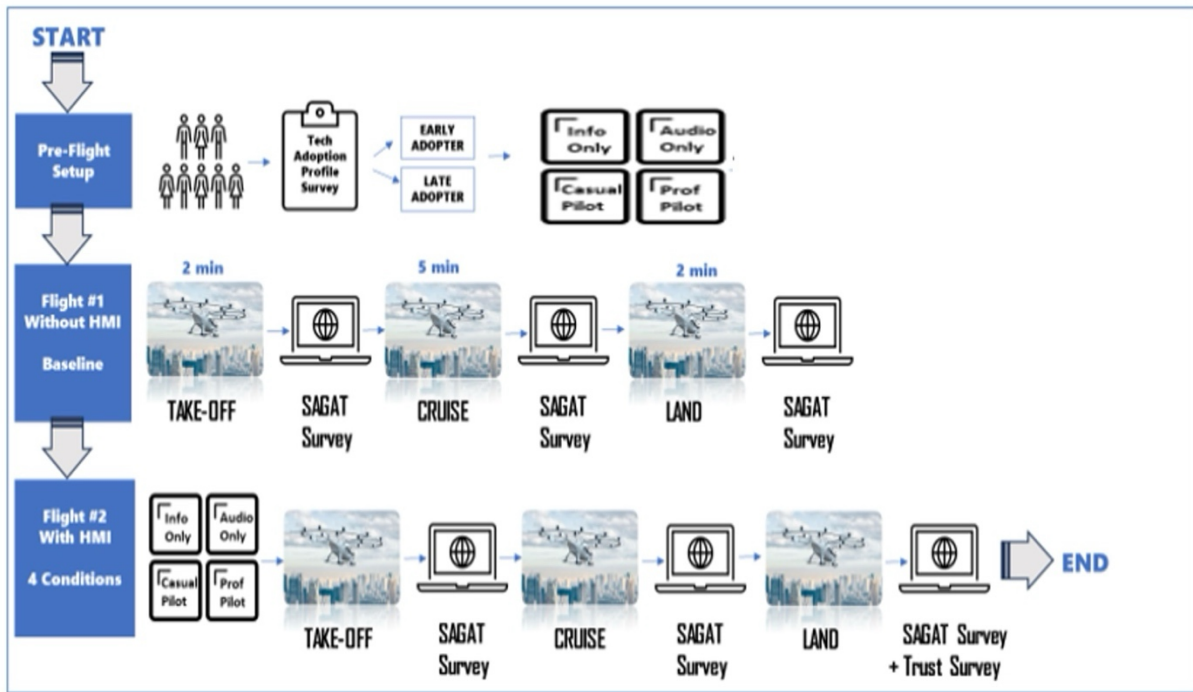 START
Pre-Flight
Setup
Tech
Adoption
Profile
Survey
EARLY
ADOPTER
LATE
ADOPTER
Info
Only
Audio
Only
Casual
Pilot
Prof
Pilot
Flight #1
Without HMI
Baseline
2 min
5 min
2 min
TAKE-OFF
SAGAT
Survey
CRUISE
SAGAT
Survey
LAND
SAGAT
Survey
Flight #2
With HMI
4 Conditions
Info
Only
Audio
Only
Casual
Pilot
Prof
Pilot
TAKE-OFF
SAGAT
Survey
CRUISE
SAGAT
Survey
LAND
SAGAT Survey
+ Trust Survey
END